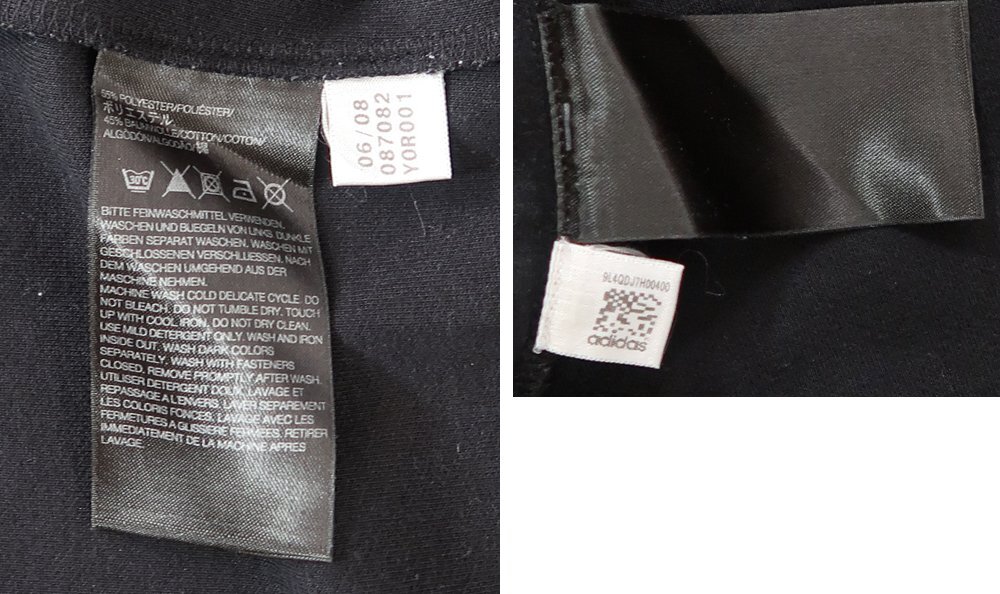 55% POLYESTER/POLIÉSTER/
ポリエステル
45% BAUMWOLLE/COTTON/COTON/
ALGODÓN/ALGODÃO/綿
30°C
BITTE FEINWASCHMITTEL VERWENDEN.
WASCHEN UND BUEGELN VON LINKS. DUNKLE
FARBEN SEPARAT WASCHEN. WASCHEN MIT
GESCHLOSSENEN VERSCHLUESSEN. NACH
DEM WASCHEN UMGEHEND AUS DER
MASCHINE NEHMEN.
MACHINE WASH COLD DELICATE CYCLE. DO
NOT BLEACH. DO NOT TUMBLE DRY. TOUCH
UP WITH COOL IRON. DO NOT DRY CLEAN.
USE MILD DETERGENT ONLY. WASH AND IRON
INSIDE OUT. WASH DARK COLORS
SEPARATELY. WASH WITH FASTENERS
CLOSED. REMOVE PROMPTLY AFTER WASH.
UTILISER DETERGENT DOUX. LAVAGE ET
REPASSAGE A L'ENVERS. LAVER SEPAREMENT
LES COLORIS FONCES. LAVAGE AVEC LES
FERMETURES A GLISSIERE FERMEES. RETIRER
IMMEDIATEMENT DE LA MACHINE APRES
LAVAGE.
06/08
087082
YOR001
9L4QDJ7H00400
adidas